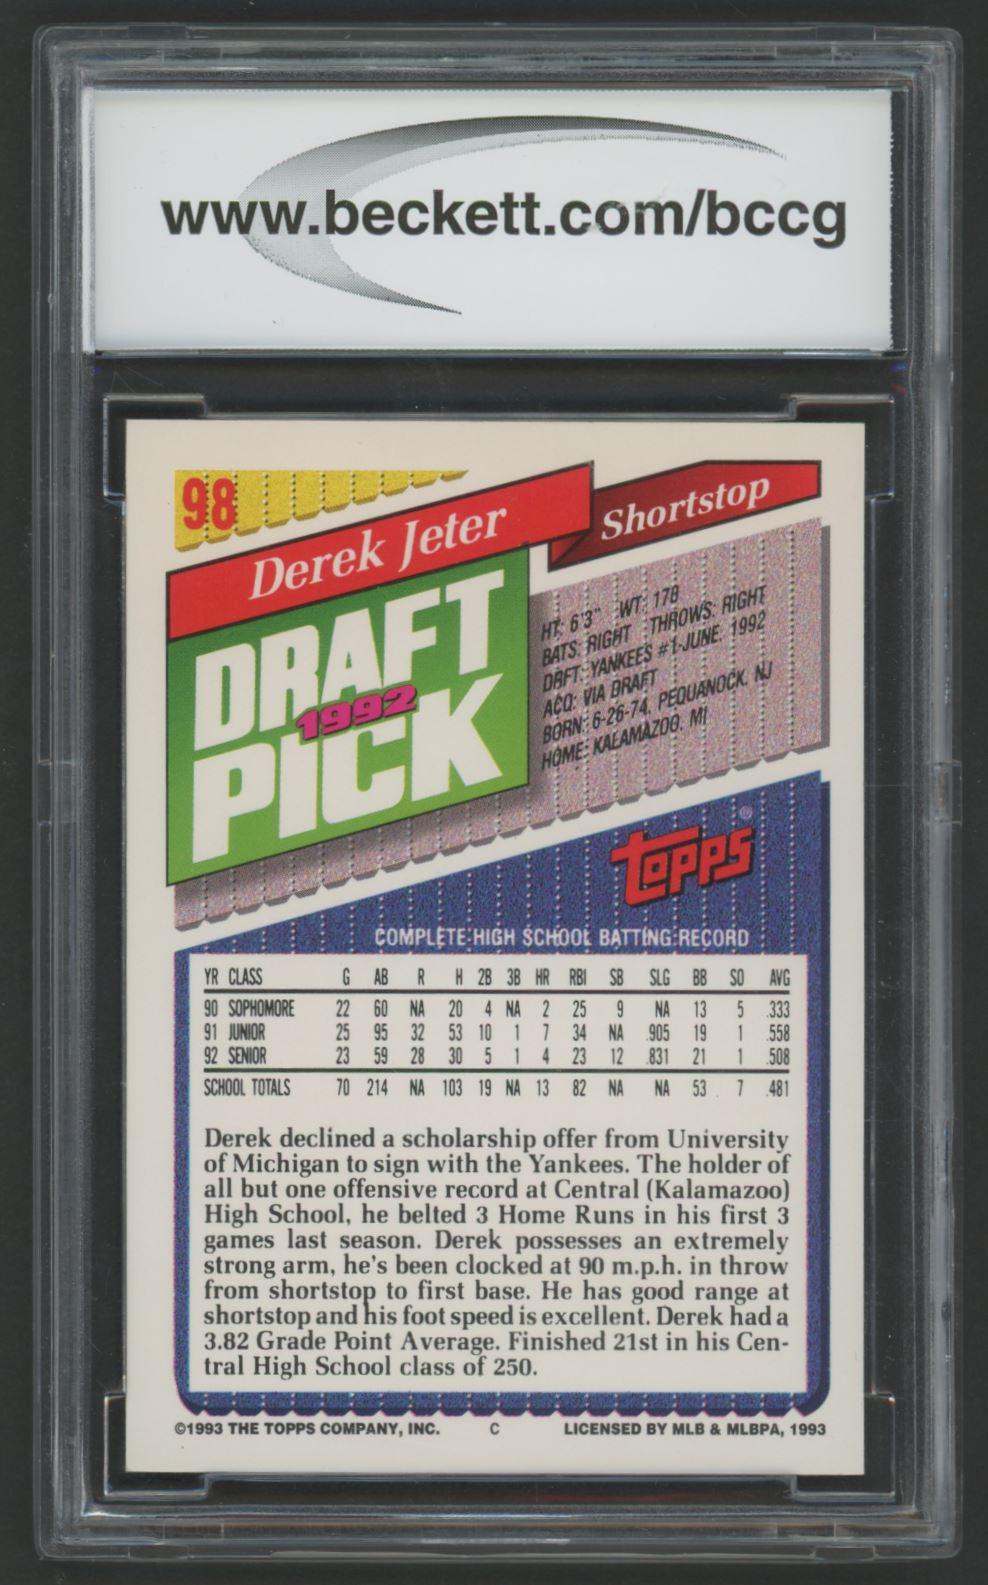 www.beckett.com/bccg
98
Derek Jeter
Shortstop
DRAFT
1992
PICK
HT: 6'3" WT: 178
BATS: RIGHT THROWS: RIGHT
DRFT: YANKEES #1-JUNE, 1992
ACQ: VIA DRAFT
BORN: 6-26-74, PEQUANOCK, NJ
HOME: KALAMAZOO, MI
topps®
COMPLETE HIGH SCHOOL BATTING RECORD
YR CLASS G AB R H 2B 3B HR RBI SB SLG BB SO AVG
90 SOPHOMORE 22 60 NA 20 4 NA 2 25 9 NA 13 5 .333
91 JUNIOR 25 95 32 53 10 1 7 34 NA .905 19 1 .558
92 SENIOR 23 59 28 30 5 1 4 23 12 .831 21 1 .508
SCHOOL TOTALS 70 214 NA 103 19 NA 13 82 NA NA 53 7 .481
Derek declined a scholarship offer from University
of Michigan to sign with the Yankees. The holder of
all but one offensive record at Central (Kalamazoo)
High School, he belted 3 Home Runs in his first 3
games last season. Derek possesses an extremely
strong arm, he's been clocked at 90 m.p.h. in throw
from shortstop to first base. He has good range at
shortstop and his foot speed is excellent. Derek had a
3.82 Grade Point Average. Finished 21st in his Cen-
tral High School class of 250.
©1993 THE TOPPS COMPANY, INC. C LICENSED BY MLB & MLBPA, 1993